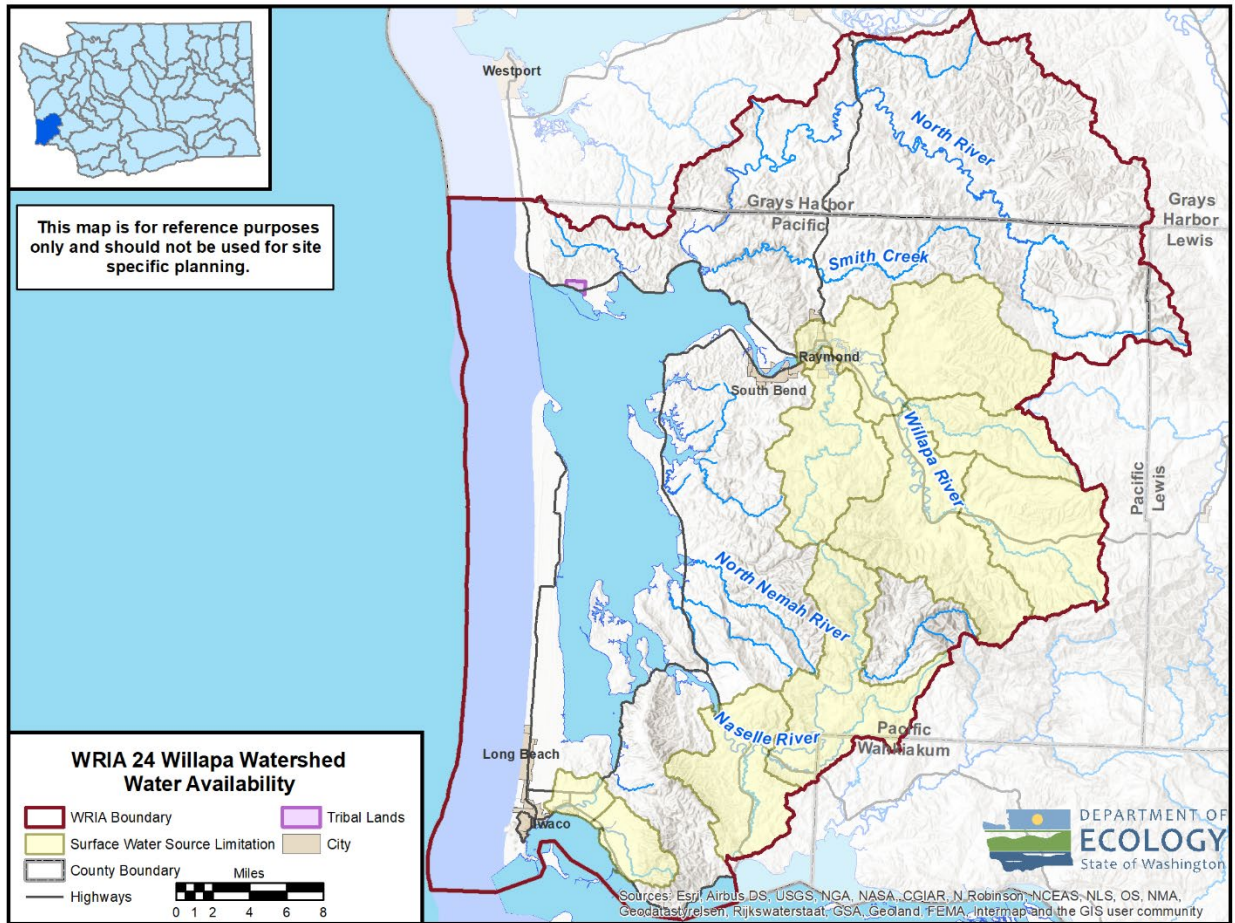 Westport
This map is for reference purposes
only and should not be used for site
specific planning.
North River
Grays Harbor
Pacific
Grays
Harbor
Lewis
Smith Creek
Raymond
South Bend
Willapa River
Pacific
Lewis
North Nemah River
Naselle River
Pacific
Wahkiakum
Long Beach
Ilwaco
WRIA 24 Willapa Watershed
Water Availability
WRIA Boundary
Tribal Lands
Surface Water Source Limitation
City
County Boundary
Miles
Highways
0 1 2 4 6 8
DEPARTMENT OF
ECOLOGY
State of Washington
Sources: Esri, Airbus DS, USGS, NGA, NASA, CGIAR, N Robinson, NCEAS, NLS, OS, NMA,
Geodatastyrelsen, Rijkswaterstaat, GSA, Geoland, FEMA, Intermap and the GIS user community